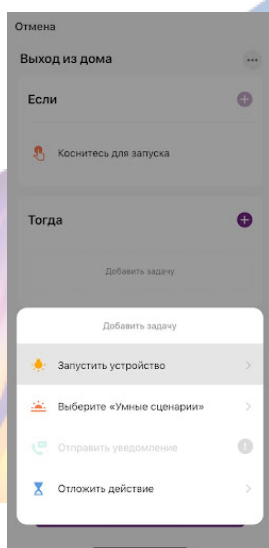 Отмена
Выход из дома
Если
Коснитесь для запуска
Тогда
Добавить задачу
Добавить задачу
Запустить устройство
Выберите «Умные сценарии»
Отправить уведомление
Отложить действие